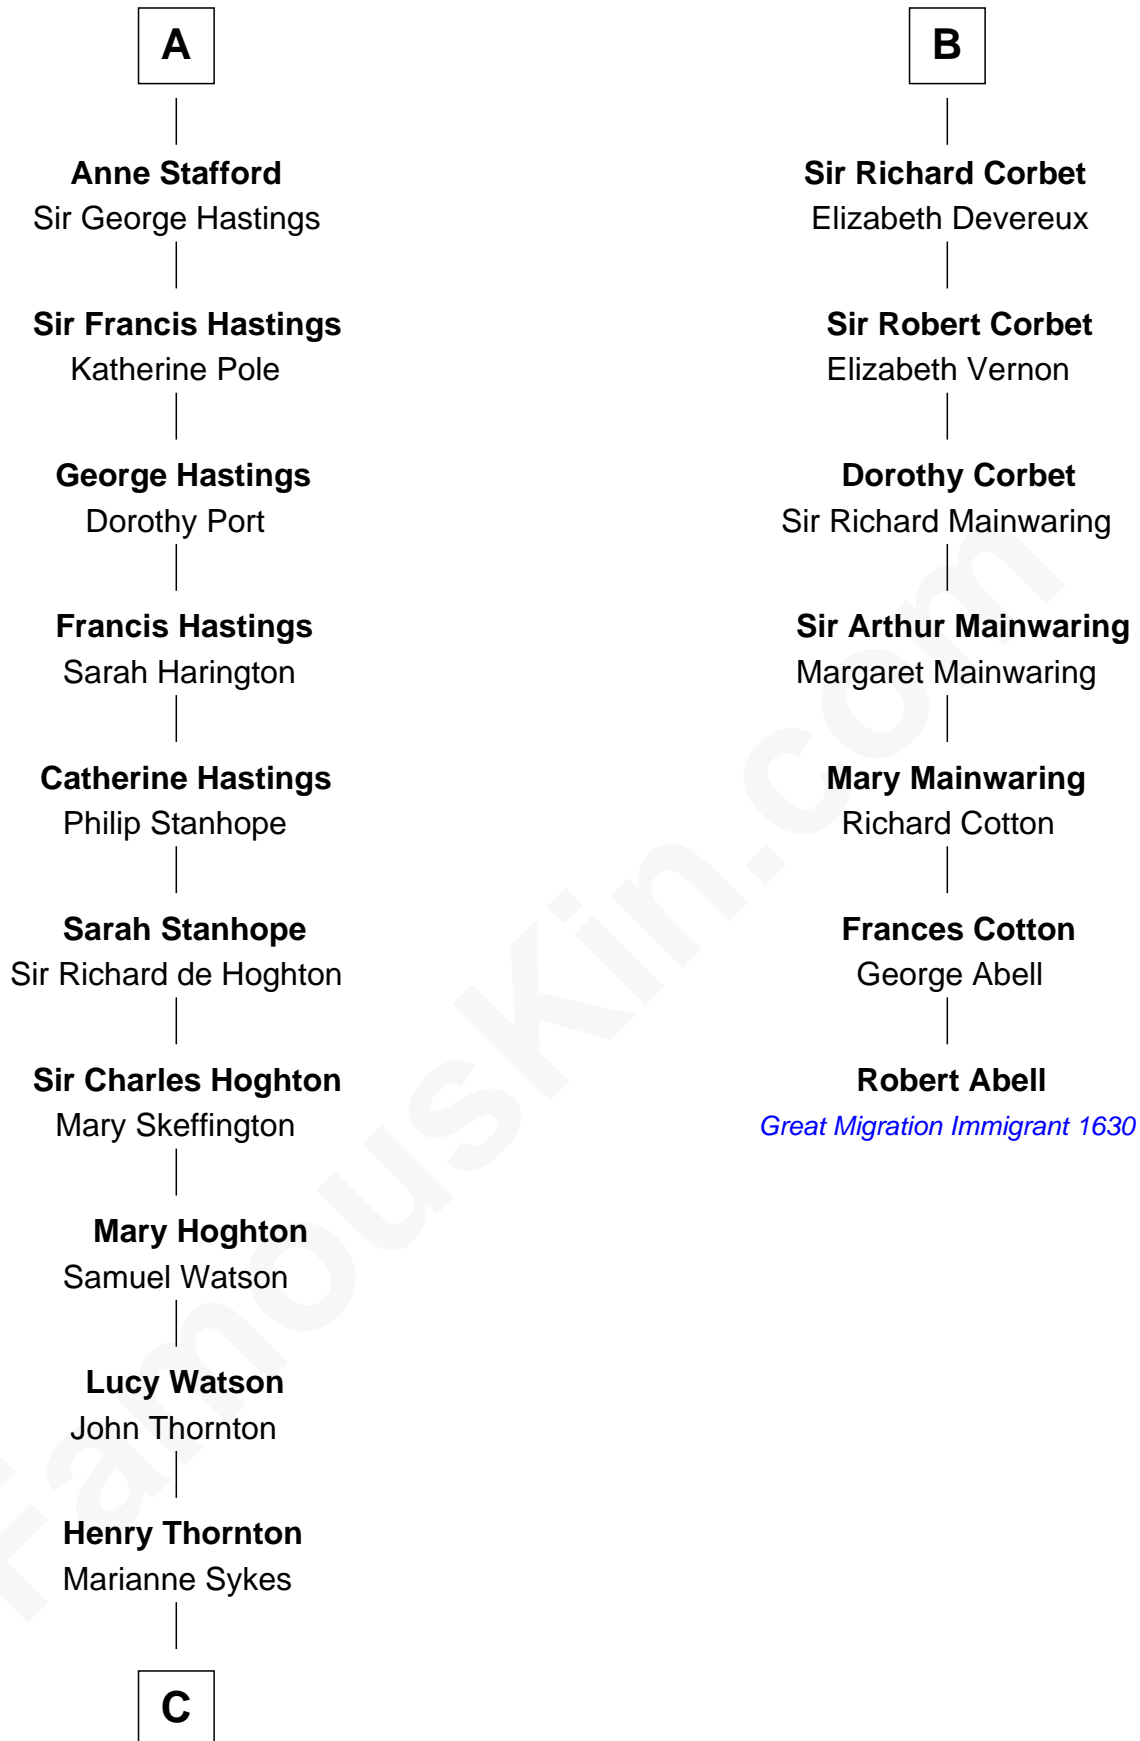 A
Anne Stafford
Sir George Hastings
Sir Francis Hastings
Katherine Pole
George Hastings
Dorothy Port
Francis Hastings
Sarah Harington
Catherine Hastings
Philip Stanhope
Sarah Stanhope
Sir Richard de Hoghton
Sir Charles Hoghton
Mary Skeffington
Mary Hoghton
Samuel Watson
Lucy Watson
John Thornton
Henry Thornton
Marianne Sykes
C
B
Sir Richard Corbet
Elizabeth Devereux
Sir Robert Corbet
Elizabeth Vernon
Dorothy Corbet
Sir Richard Mainwaring
Sir Arthur Mainwaring
Margaret Mainwaring
Mary Mainwaring
Richard Cotton
Frances Cotton
George Abell
Robert Abell
Great Migration Immigrant 1630
FamousKin.com